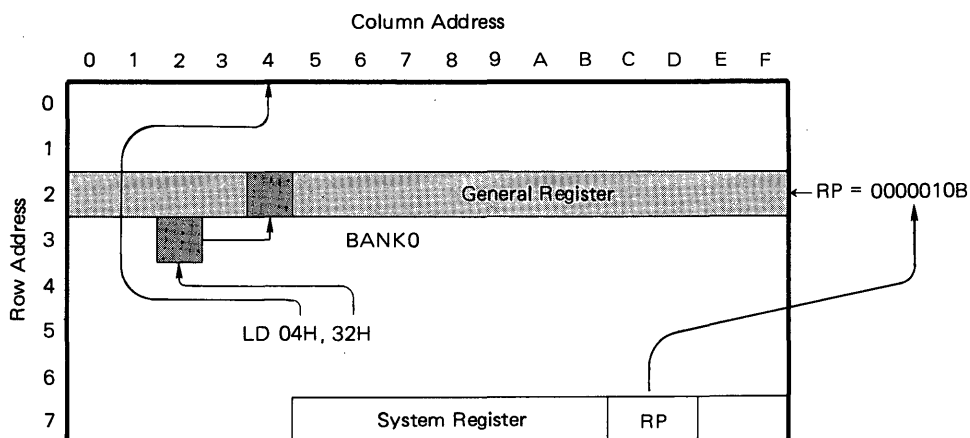 Column Address
0 1 2 3 4 5 6 7 8 9 A B C D E F
Row Address
0
1
2
General Register
RP = 0000010B
3
BANK0
4
LD 04H, 32H
5
6
7
System Register
RP